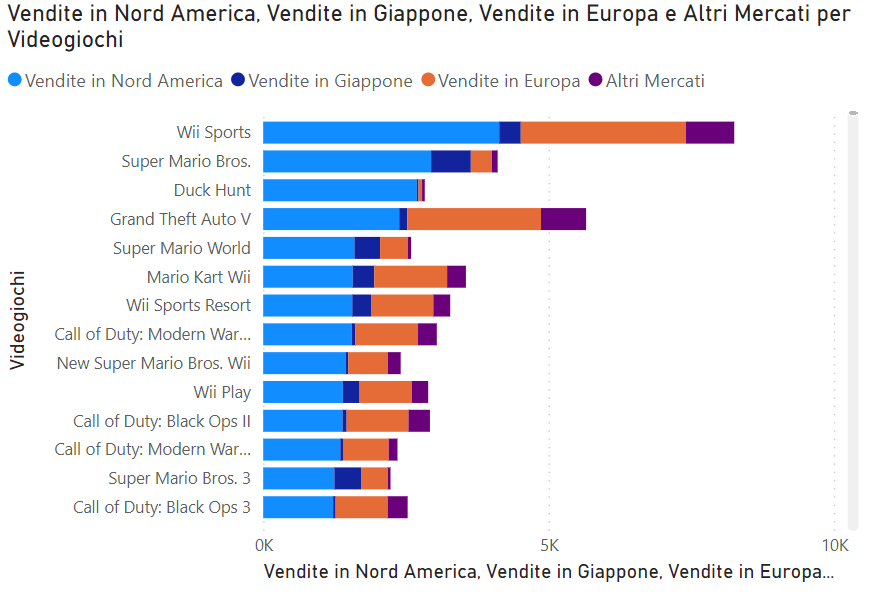 Vendite in Nord America, Vendite in Giappone, Vendite in Europa e Altri Mercati per
Videogiochi
Vendite in Nord America Vendite in Giappone Vendite in Europa Altri Mercati
Videogiochi
Wii Sports
Super Mario Bros.
Duck Hunt
Grand Theft Auto V
Super Mario World
Mario Kart Wii
Wii Sports Resort
Call of Duty: Modern War...
New Super Mario Bros. Wii
Wii Play
Call of Duty: Black Ops II
Call of Duty: Modern War...
Super Mario Bros. 3
Call of Duty: Black Ops 3
0K 5K 10K
Vendite in Nord America, Vendite in Giappone, Vendite in Europa...